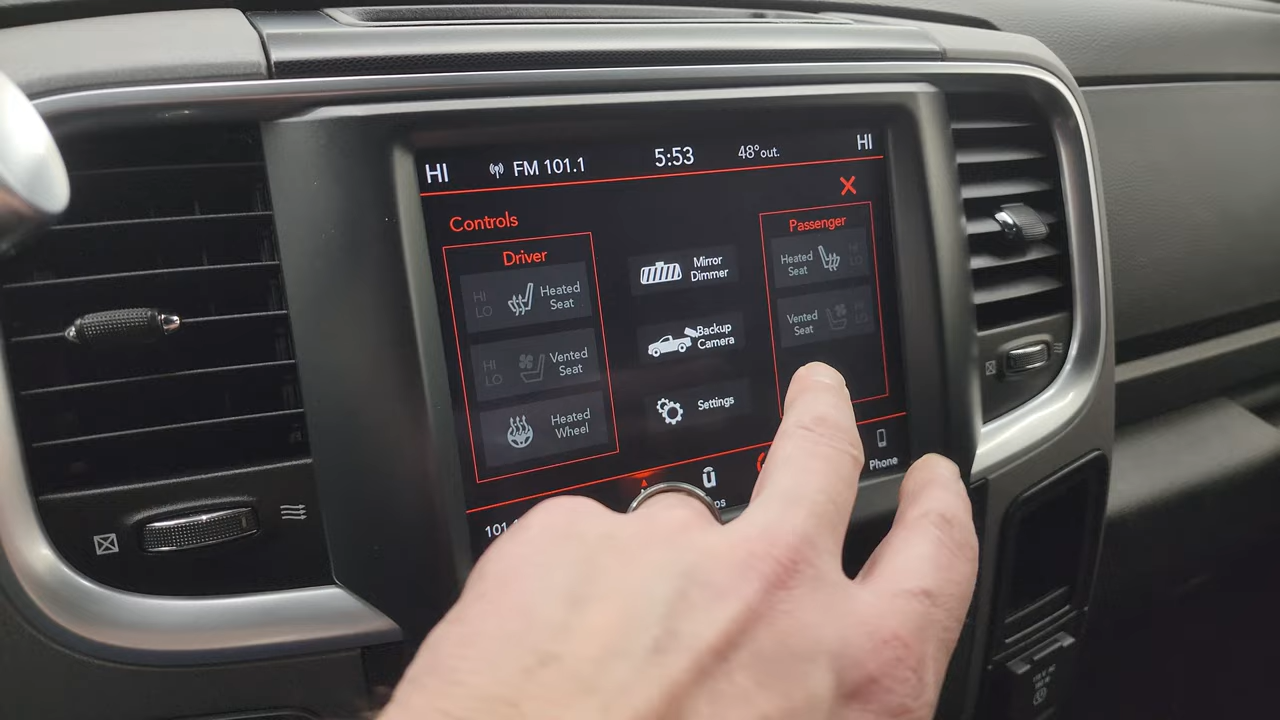 HI FM 101.1 5:53 48°out. HI
Controls
Driver
HI
LO
Heated
Seat
HI
LO
Vented
Seat
Heated
Wheel
Mirror
Dimmer
Backup
Camera
Settings
Passenger
Heated
Seat
HI
LO
Vented
Seat
HI
LO
Phone